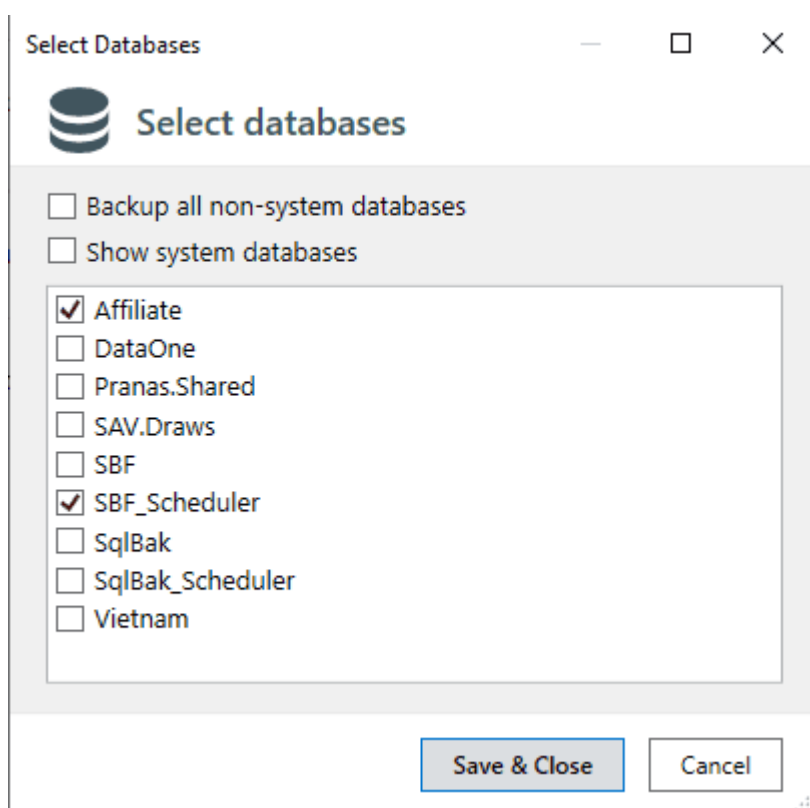 Select Databases
Select databases
Backup all non-system databases
Show system databases
Affiliate
DataOne
Pranas.Shared
SAV.Draws
SBF
SBF_Scheduler
SqlBak
SqlBak_Scheduler
Vietnam
Save & Close
Cancel